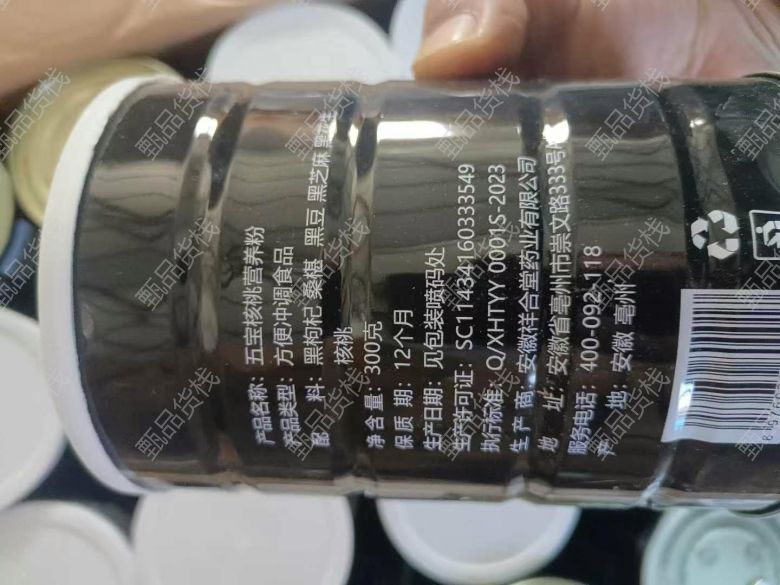 产品名称：五宝核桃营养粉
产品类型：方便冲调食品
配 料：黑枸杞 桑椹 黑豆 黑芝麻
核桃
净含量 300克
保质期：12个月
生产日期：见包装喷码处
生产许可证：SC11434160333549
执行标准：Q/XHTYY 0001S-2023
生 产 商：安徽祥合堂药业有限公司
地 址：安徽省亳州市崇文路333号
服务电话：400-092-118
产 地：安徽 亳州
甄品货栈